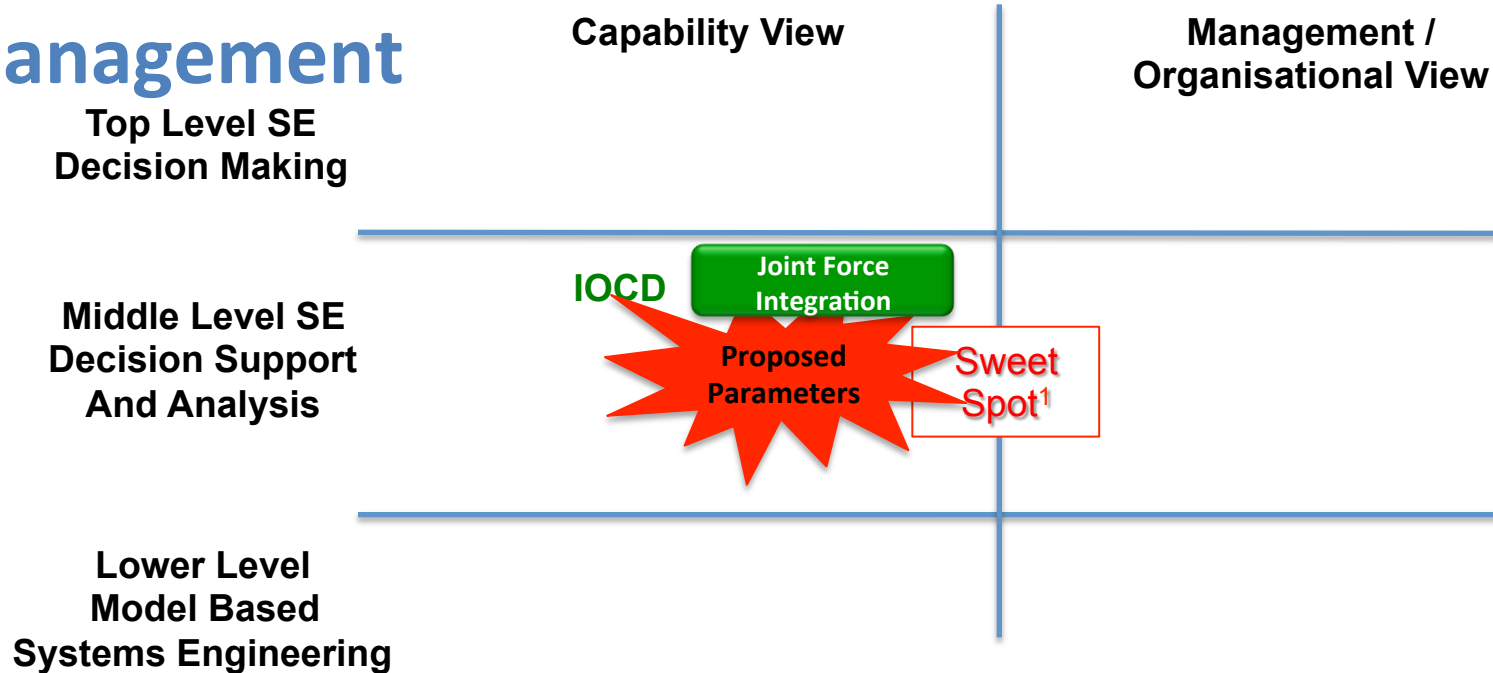 anagement
Capability View
Management /
Organisational View
Top Level SE
Decision Making
IOCD
Joint Force
Integration
Middle Level SE
Decision Support
And Analysis
Proposed
Parameters
Sweet
Spot¹
Lower Level
Model Based
Systems Engineering